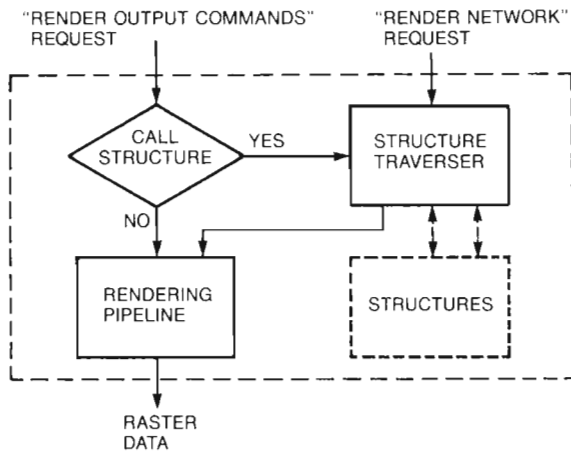 "RENDER OUTPUT COMMANDS"
REQUEST
"RENDER NETWORK"
REQUEST
CALL
STRUCTURE
YES
STRUCTURE
TRAVERSER
NO
RENDERING
PIPELINE
STRUCTURES
RASTER
DATA